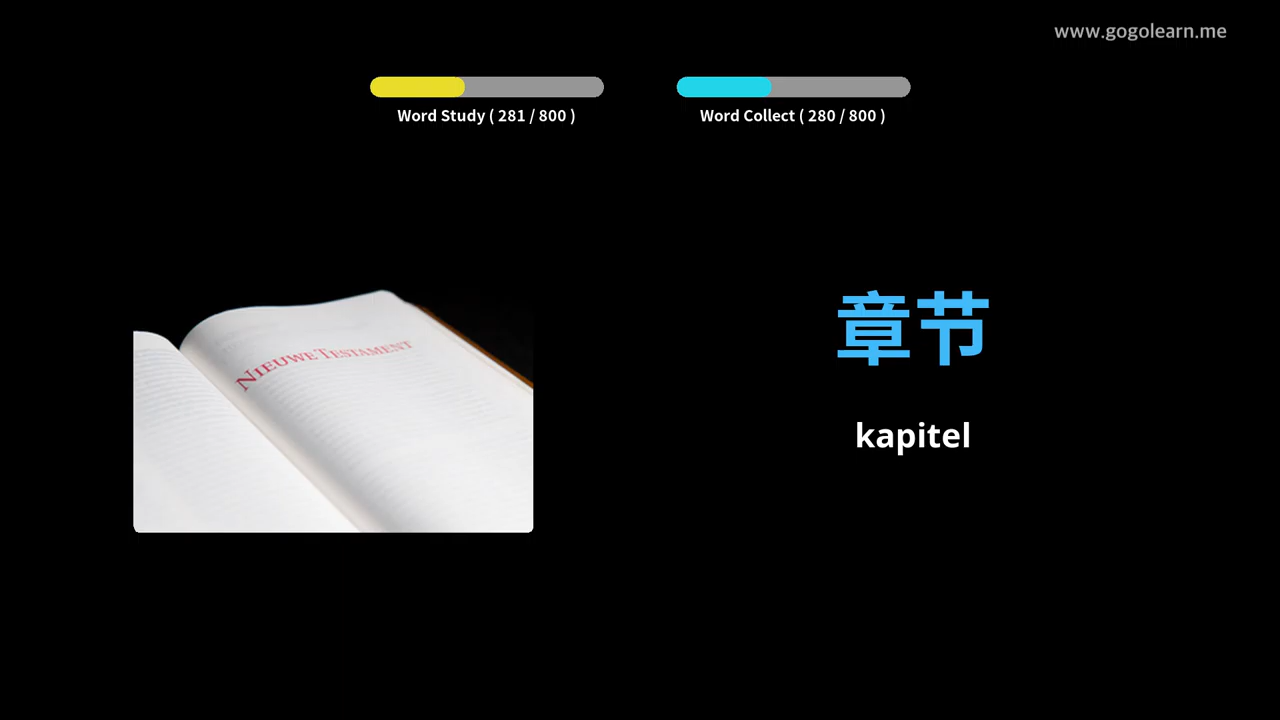 www.gogolearn.me
Word Study ( 281 / 800 )
Word Collect ( 280 / 800 )
NIEUWE TESTAMENT
章节
kapitel